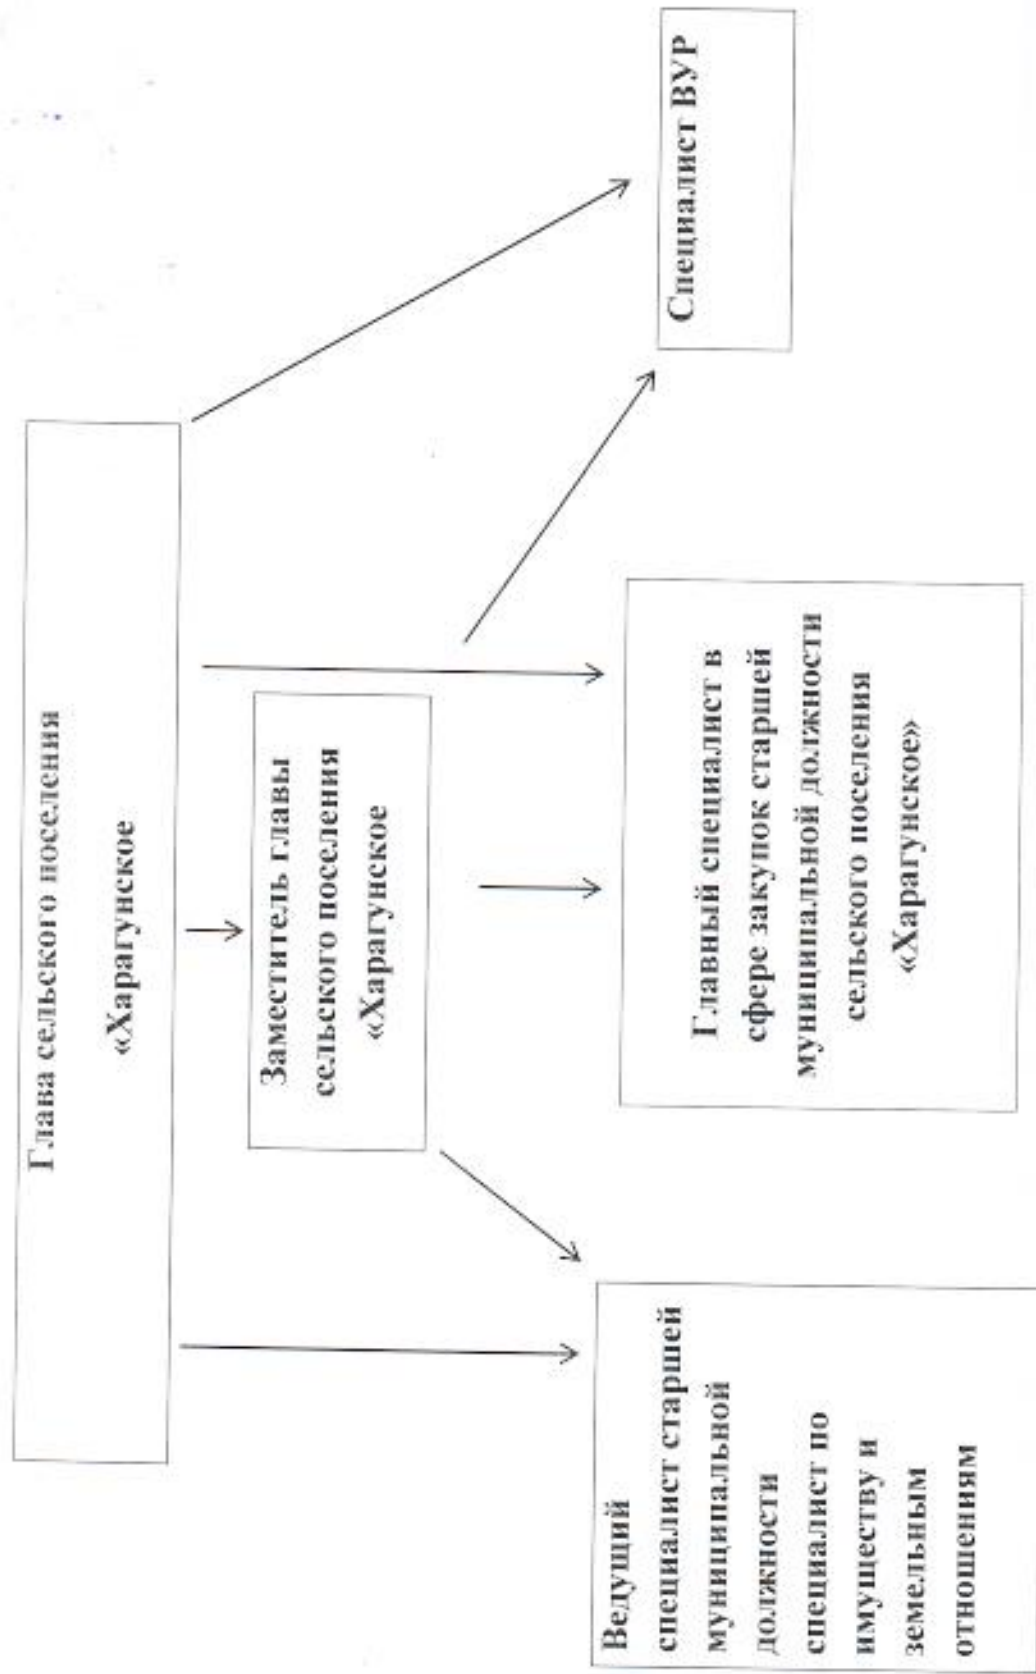 Глава сельского поселения
«Харагунское
Заместитель главы
сельского поселения
«Харагунское
Ведущий
специалист старшей
муниципальной
должности
специалист по
имуществу и
земельным
отношениям
Главный специалист в
сфере закупок старшей
муниципальной должности
сельского поселения
«Харагунское»
Специалист ВУР